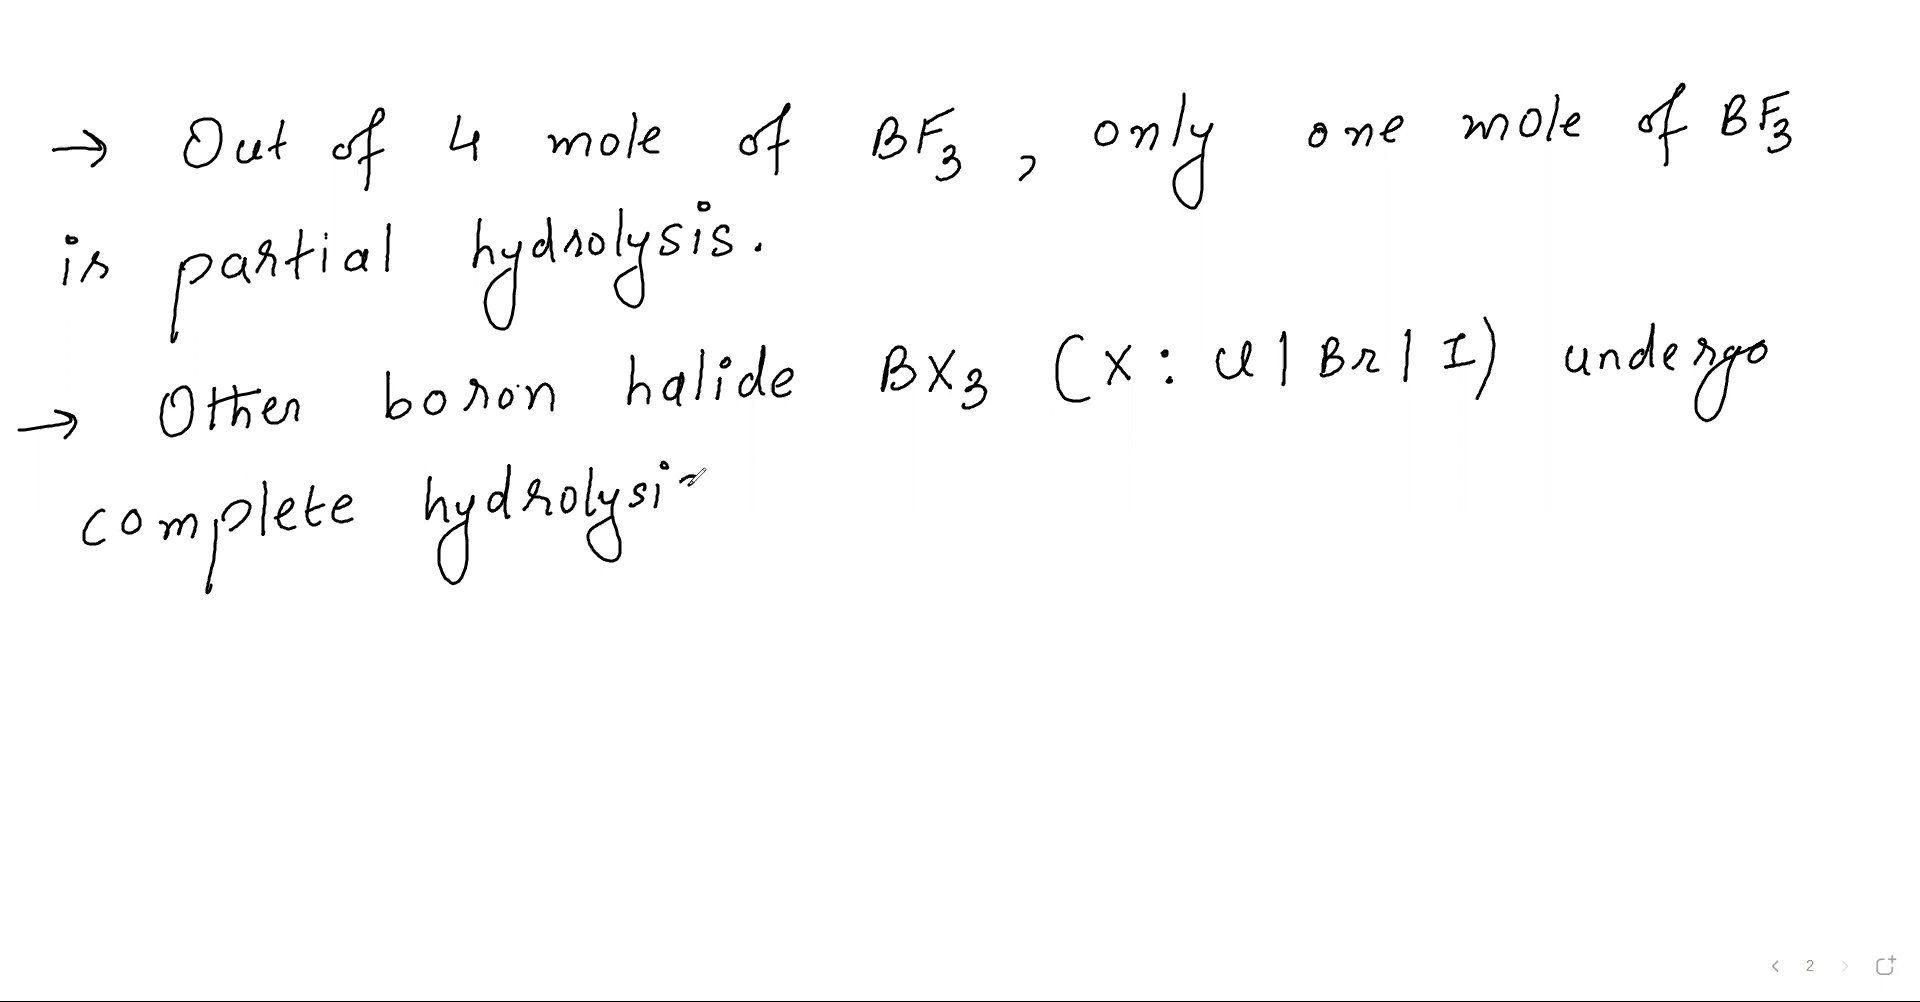 → Out of 4 mole of BF₃, only one mole of BF₃
is partial hydrolysis.
→ Other boron halide BX₃ (X: Cl | Br | I) undergo
complete hydrolysi
2